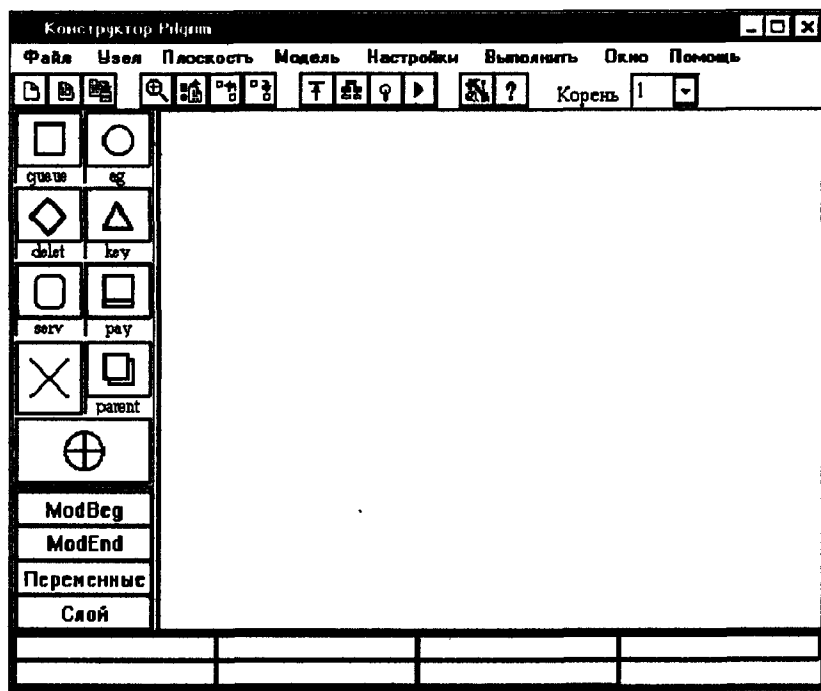 Конструктор Pilgrim
Файл Узел Плоскость Модель Настройки Выполнить Окно Помощь
? Корень 1
queue ag
delet key
serv pay
parent
ModBeg
ModEnd
Переменные
Слой